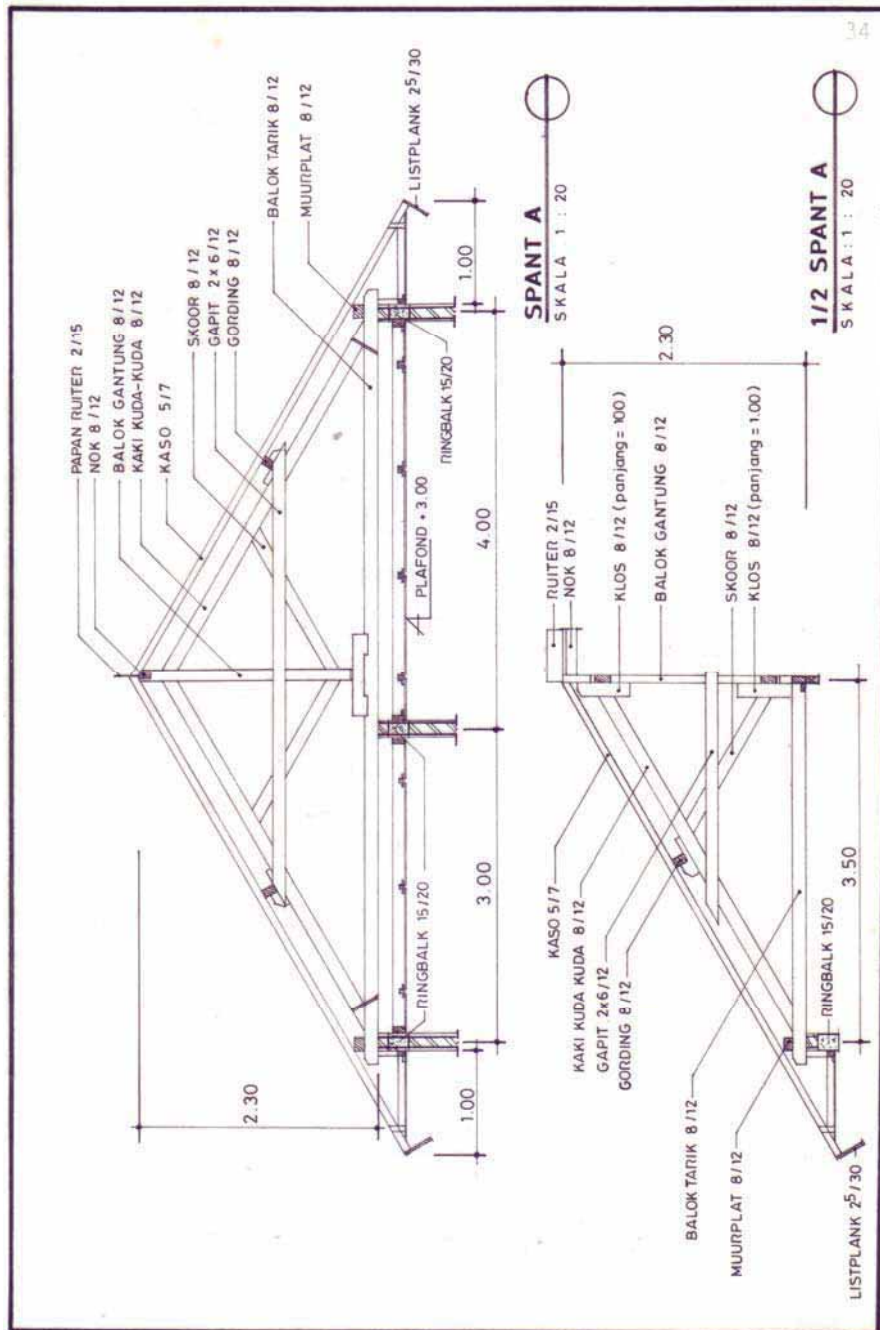 34
PAPAN RUITER 2/15
NOK 8/12
BALOK GANTUNG 8/12
KAKI KUDA-KUDA 8/12
KASO 5/7
SKOOR 8/12
GAPIT 2x6/12
GORDING 8/12
BALOK TARIK 8/12
MUURPLAT 8/12
LISTPLANK 2⁵/30
2.30
RINGBALK 15/20
PLAFOND + 3.00
RINGBALK 15/20
1.00
3.00
4.00
1.00
SPANT A
SKALA 1 : 20
RUITER 2/15
NOK 8/12
KLOS 8/12 (panjang = 100)
BALOK GANTUNG 8/12
SKOOR 8/12
KLOS 8/12 (panjang = 1.00)
2.30
KASO 5/7
KAKI KUDA KUDA 8/12
GAPIT 2x6/12
GORDING 8/12
BALOK TARIK 8/12
MUURPLAT 8/12
LISTPLANK 2⁵/30
RINGBALK 15/20
3.50
1/2 SPANT A
SKALA : 1 : 20